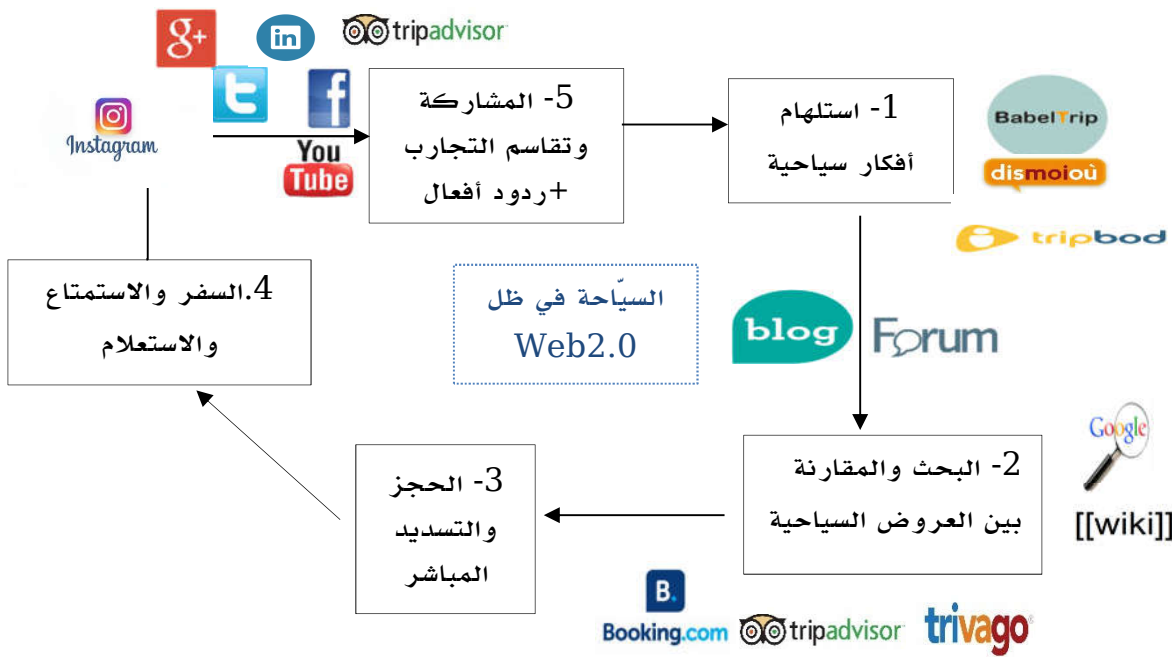 g+
in
tripadvisor
t
f
Instagram
You
Tube
5- المشاركة
وتقاسم التجارب
+ردود أفعال
1- استلهام
أفكار سياحية
BabelTrip
dismoioù
tripbod
4.السفر والاستمتاع
والاستعلام
السيّاحة في ظل
Web2.0
blog
Forum
2- البحث والمقارنة
بين العروض السياحية
Google
[[wiki]]
3- الحجز
والتسديد
المباشر
B.
Booking.com
tripadvisor
trivago